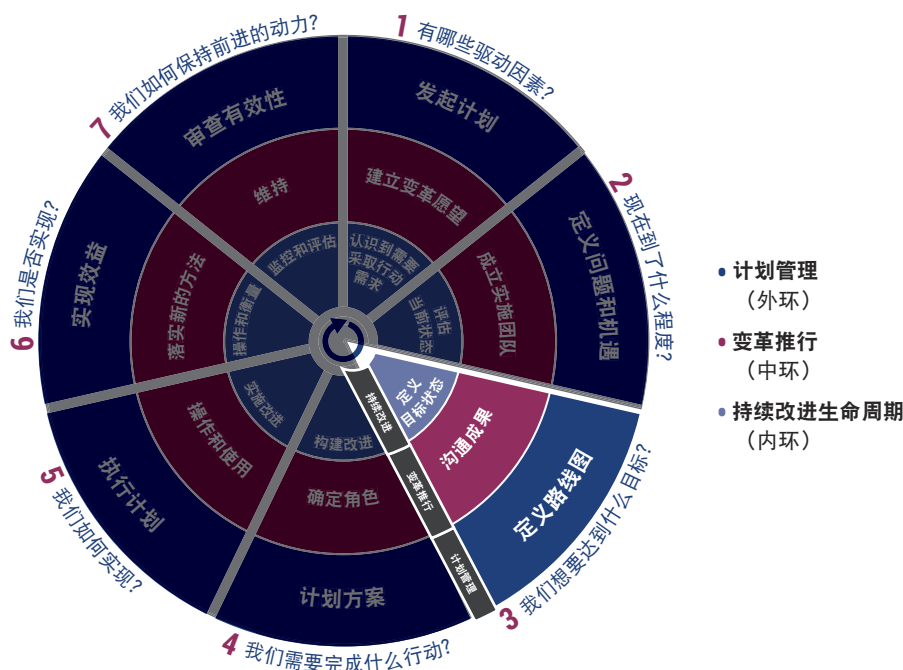 1 有哪些驱动因素？
发起计划
建立变革愿望
认识到需要
采取行动
需求
2 现在到了什么程度？
定义问题和机遇
成立实施团队
评估
当前状态
3 我们想要达到什么目标？
定义路线图
沟通成果
定义
目标状态
持续改进
变革推行
计划管理
4 我们需要完成什么行动？
计划方案
确定角色
构建改进
5 我们如何实现？
执行计划
操作和使用
实施改进
6 我们是否实现？
实现效益
落实新的方法
操作和衡量
7 我们如何保持前进的动力？
审查有效性
维持
监控和评估
• 计划管理
（外环）
• 变革推行
（中环）
• 持续改进生命周期
（内环）